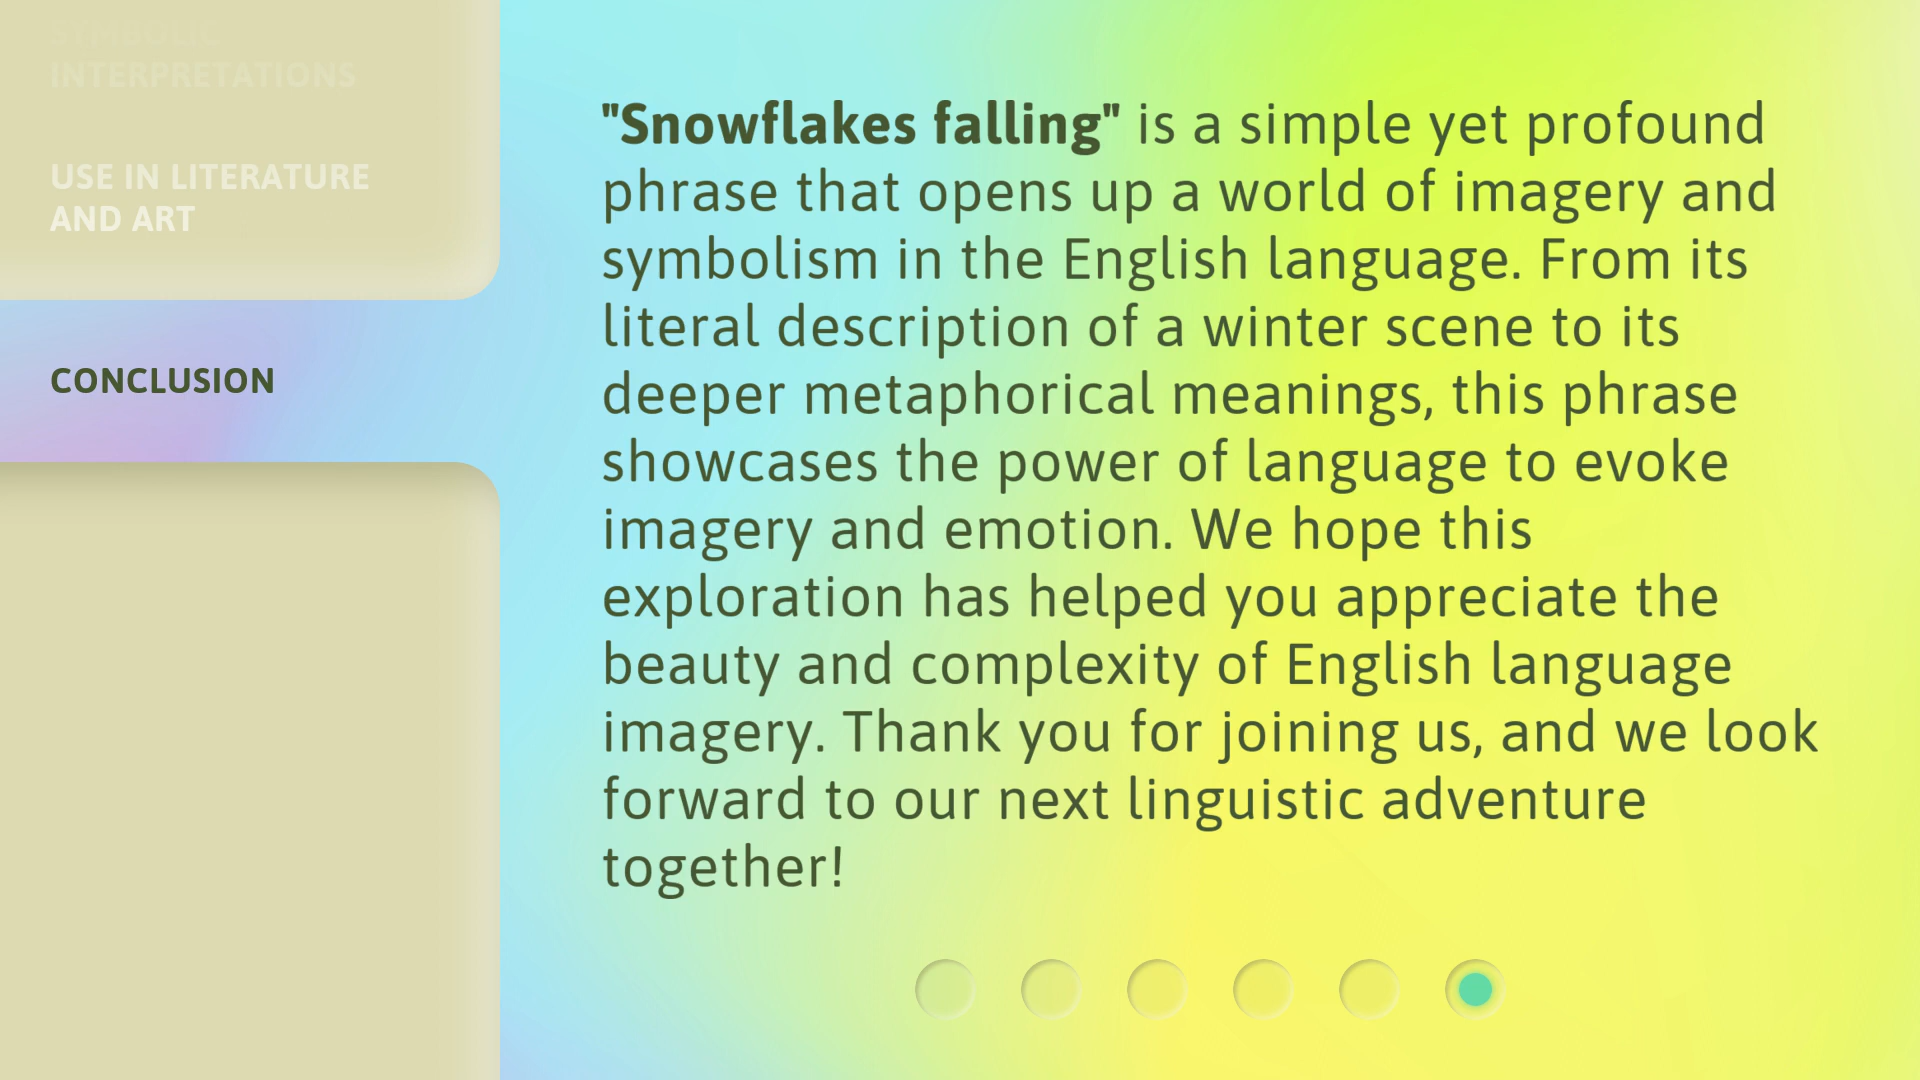 SYMBOLIC
INTERPRETATIONS
USE IN LITERATURE
AND ART
CONCLUSION
"Snowflakes falling" is a simple yet profound
phrase that opens up a world of imagery and
symbolism in the English language. From its
literal description of a winter scene to its
deeper metaphorical meanings, this phrase
showcases the power of language to evoke
imagery and emotion. We hope this
exploration has helped you appreciate the
beauty and complexity of English language
imagery. Thank you for joining us, and we look
forward to our next linguistic adventure
together!